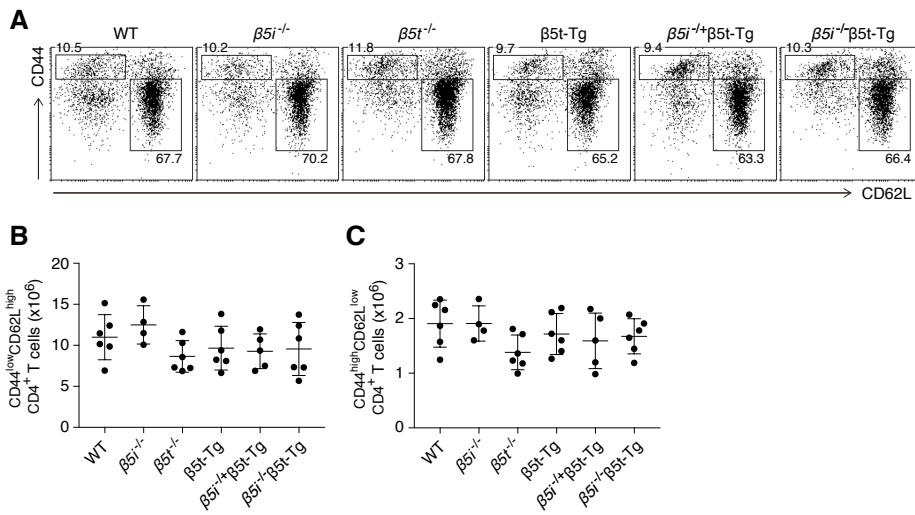 A
WT
β5i-/-
β5t-/-
β5t-Tg
β5i-/+β5t-Tg
β5i-/-β5t-Tg
CD44
10.5
10.2
11.8
9.7
9.4
10.3
67.7
70.2
67.8
65.2
63.3
66.4
CD62L
B
CD44lowCD62Lhigh
CD4+ T cells (x10⁶)
20
15
10
5
0
WT
β5i-/-
β5t-/-
β5t-Tg
β5i-/+β5t-Tg
β5i-/-β5t-Tg
C
CD44highCD62Llow
CD4+ T cells (x10⁶)
3
2
1
0
WT
β5i-/-
β5t-/-
β5t-Tg
β5i-/+β5t-Tg
β5i-/-β5t-Tg